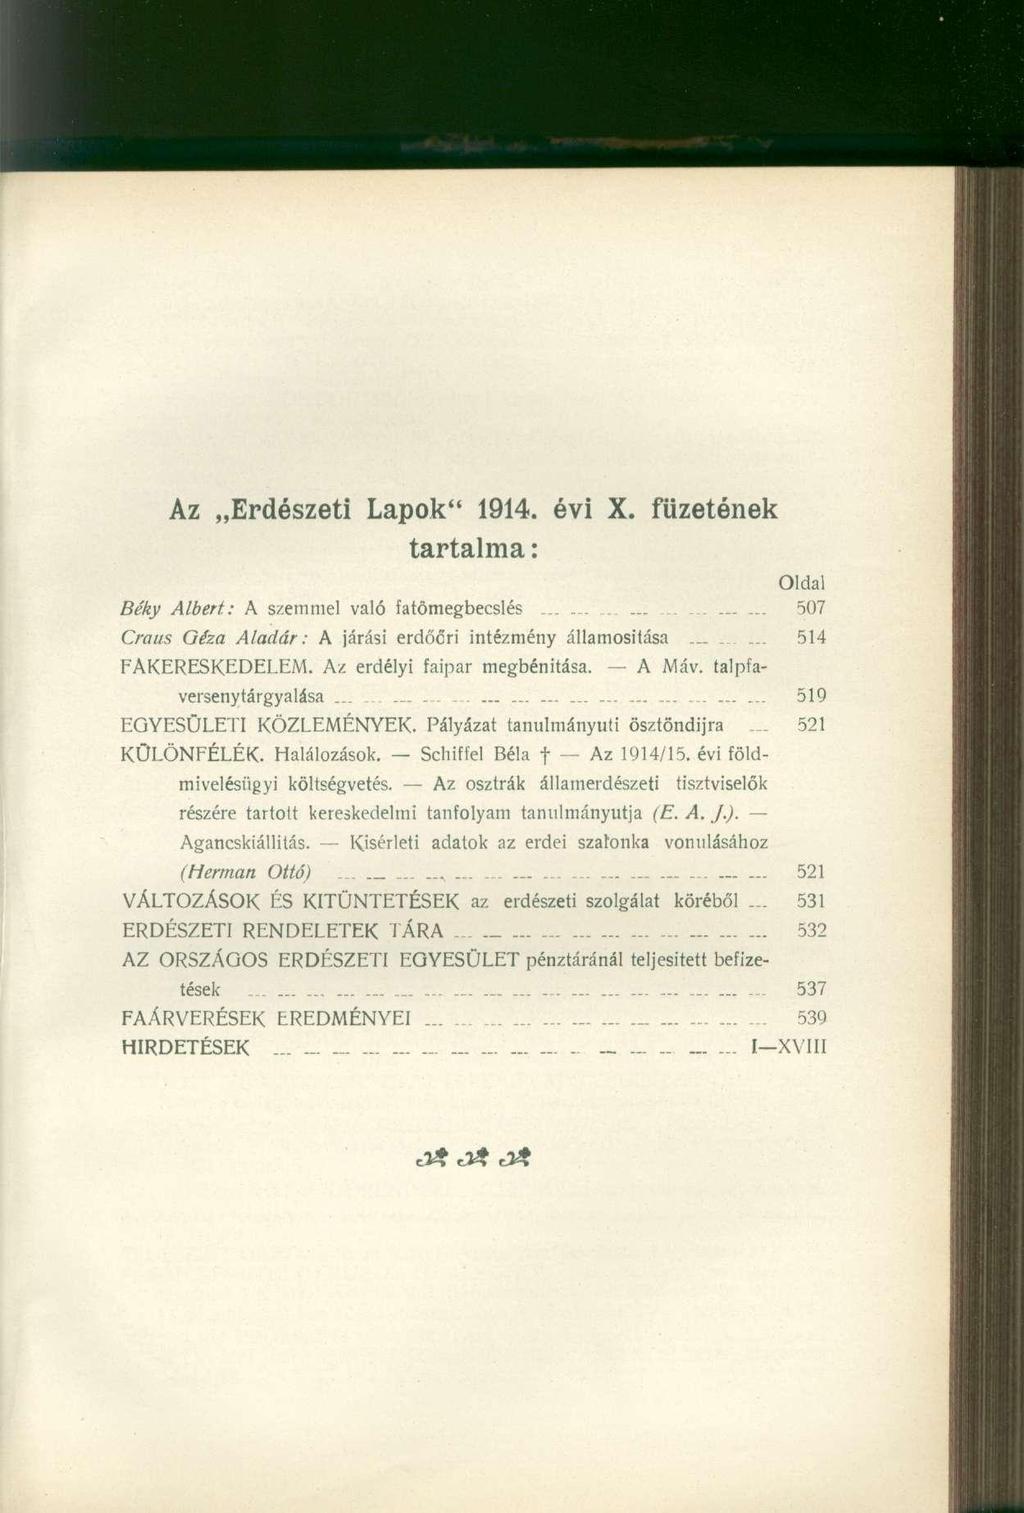 Az „Erdészeti Lapok“ 1914. évi X. füzetének
tartalma:
Oldal
Béky Albert: A szemmel való fatömegbecslés 507
Craus Géza Aladár: A járási erdőőri intézmény államositása 514
FAKERESKEDELEM. Az erdélyi faipar megbénitása. — A Máv. talpfa-
versenytárgyalása 519
EGYESÜLETI KÖZLEMÉNYEK. Pályázat tanulmányuti ösztöndijra 521
KÜLÖNFÉLÉK. Halálozások. — Schiffel Béla † — Az 1914/15. évi föld-
mivelésügyi költségvetés. — Az osztrák államerdészeti tisztviselők
részére tartott kereskedelmi tanfolyam tanulmányutja (E. A. J.). —
Agancskiállitás. — Kisérleti adatok az erdei szalonka vonulásához
(Herman Ottó) 521
VÁLTOZÁSOK ÉS KITÜNTETÉSEK az erdészeti szolgálat köréből 531
ERDÉSZETI RENDELETEK TÁRA 532
AZ ORSZÁGOS ERDÉSZETI EGYESÜLET pénztáránál teljesitett befize-
tések 537
FAÁRVERÉSEK EREDMÉNYEI 539
HIRDETÉSEK I—XVIII